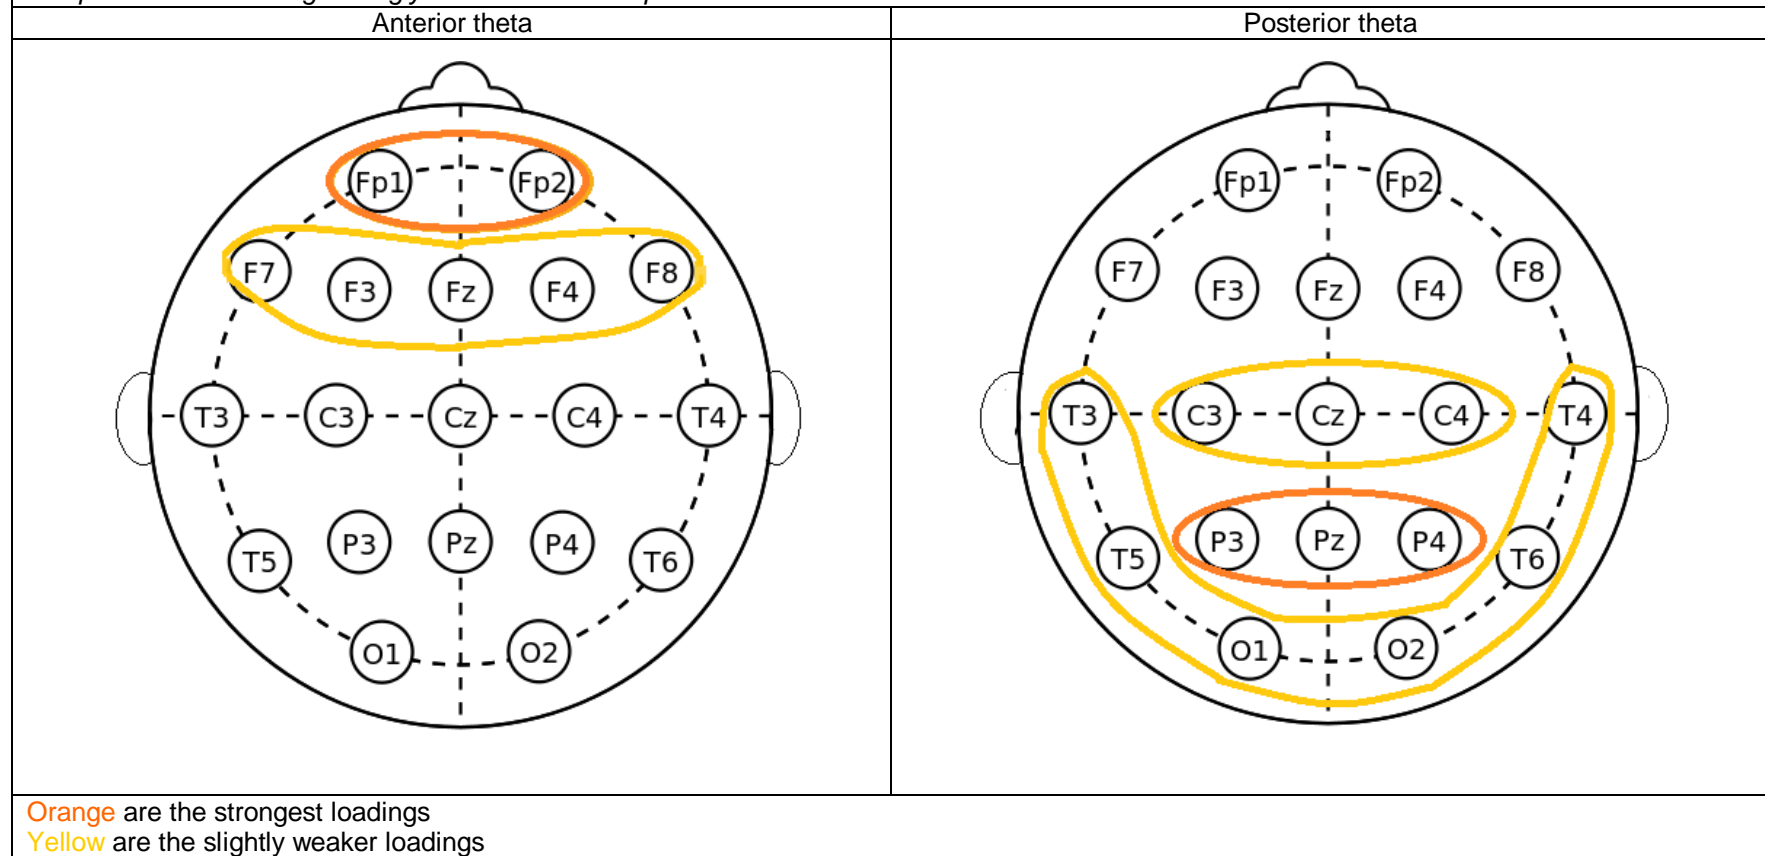 Anterior theta
Posterior theta
Fp1 Fp2
F7 F3 Fz F4 F8
T3 C3 Cz C4 T4
T5 P3 Pz P4 T6
O1 O2
Fp1 Fp2
F7 F3 Fz F4 F8
T3 C3 Cz C4 T4
T5 P3 Pz P4 T6
O1 O2
Orange are the strongest loadings
Yellow are the slightly weaker loadings